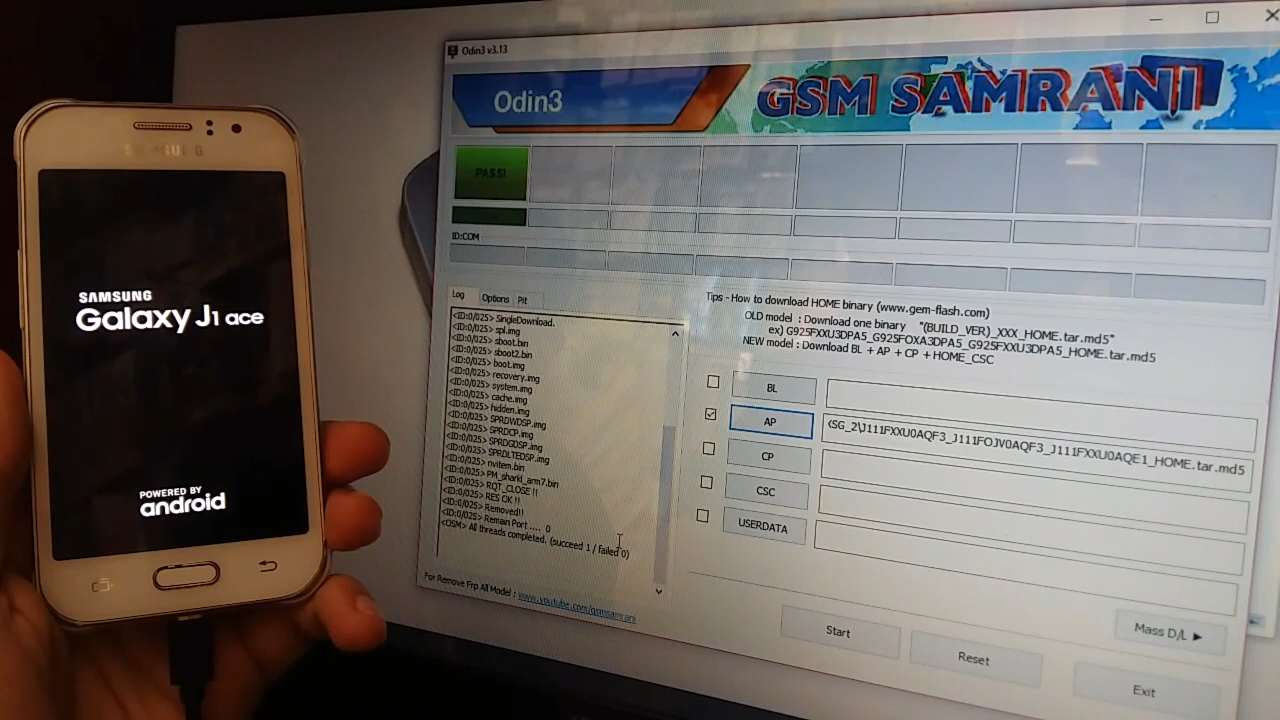 SAMSUNG
SAMSUNG
Galaxy J1 ace
POWERED BY
android
Odin3 v3.13
Odin3
GSM SAMRANI
PASS!
ID:COM
Log
Options
Pit
<ID:0/025> SingleDownload.
<ID:0/025> spl.img
<ID:0/025> sboot.bin
<ID:0/025> sboot2.bin
<ID:0/025> boot.img
<ID:0/025> recovery.img
<ID:0/025> system.img
<ID:0/025> cache.img
<ID:0/025> hidden.img
<ID:0/025> SPRDWDSP.img
<ID:0/025> SPRDCP.img
<ID:0/025> SPRDGDSP.img
<ID:0/025> SPRDLTEDSP.img
<ID:0/025> nvitem.bin
<ID:0/025> PM_sharkl_arm7.bin
<ID:0/025> RQT_CLOSE !!
<ID:0/025> RES OK !!
<ID:0/025> Removed!!
<ID:0/025> Remain Port .... 0
<OSM> All threads completed. (succeed 1 / failed 0)
For Remove Frp All Model : www.youtube.com/gsmsamrani
Tips - How to download HOME binary (www.gem-flash.com)
OLD model : Download one binary "(BUILD_VER)_XXX_HOME.tar.md5"
ex) G925FXXU3DPA5_G925FOXA3DPA5_G925FXXU3DPA5_HOME.tar.md5
NEW model : Download BL + AP + CP + HOME_CSC
BL
AP
<SG_2\J111FXXU0AQF3_J111FOJV0AQF3_J111FXXU0AQE1_HOME.tar.md5
CP
CSC
USERDATA
Mass D/L ▶
Start
Reset
Exit